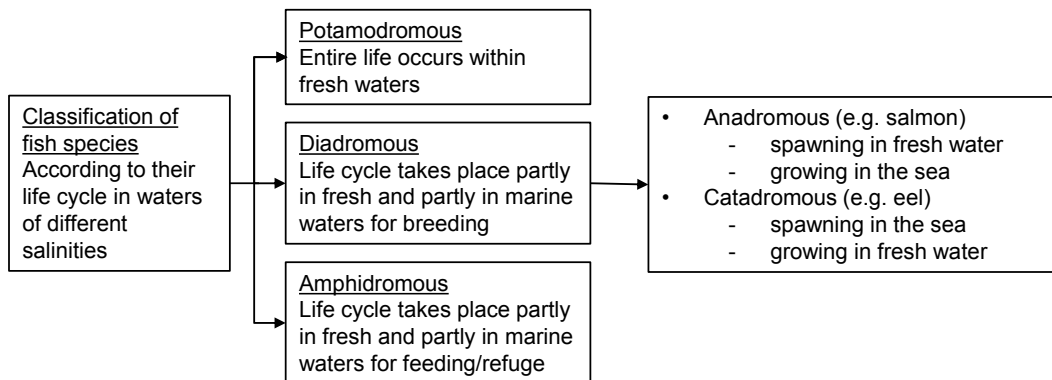 Classification of
fish species
According to their
life cycle in waters
of different
salinities
Potamodromous
Entire life occurs within
fresh waters
Diadromous
Life cycle takes place partly
in fresh and partly in marine
waters for breeding
Amphidromous
Life cycle takes place partly
in fresh and partly in marine
waters for feeding/refuge
• Anadromous (e.g. salmon)
- spawning in fresh water
- growing in the sea
• Catadromous (e.g. eel)
- spawning in the sea
- growing in fresh water